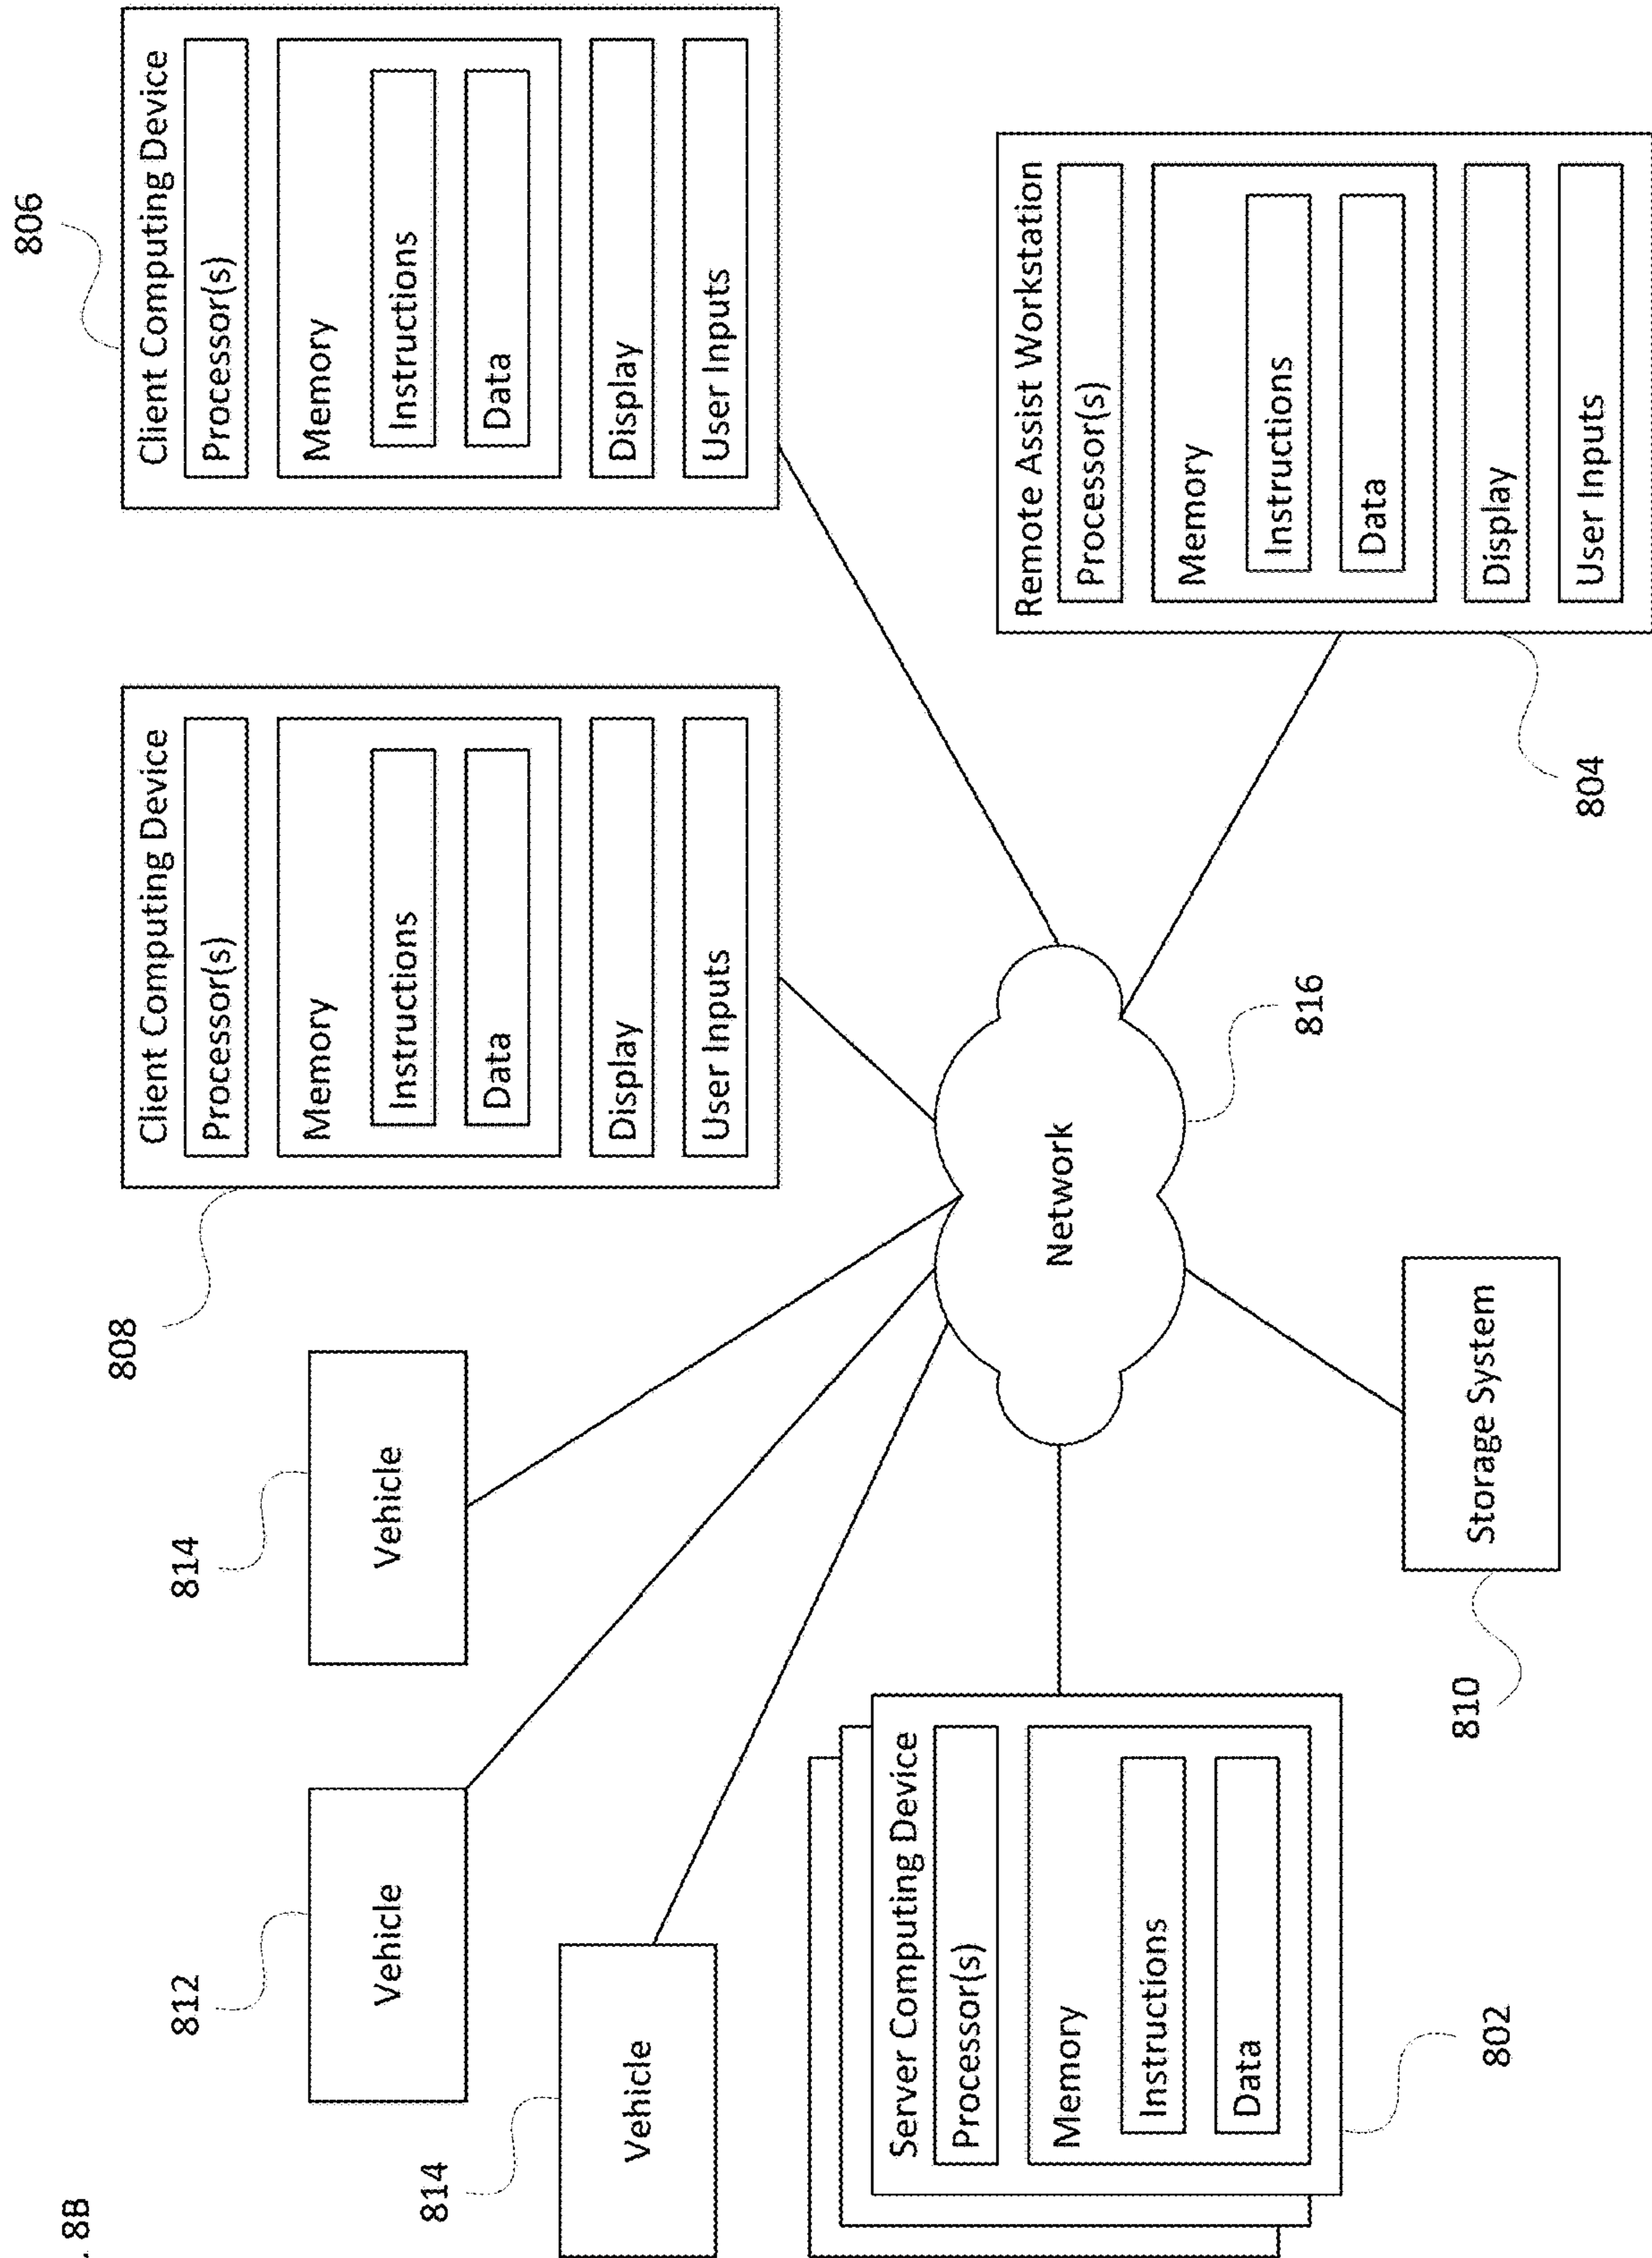 . 8B
812
Vehicle
814
Vehicle
814
Vehicle
808
Client Computing Device
Processor(s)
Memory
Instructions
Data
Display
User Inputs
806
Client Computing Device
Processor(s)
Memory
Instructions
Data
Display
User Inputs
Server Computing Device
Processor(s)
Memory
Instructions
Data
802
Network
816
Storage System
810
Remote Assist Workstation
Processor(s)
Memory
Instructions
Data
Display
User Inputs
804